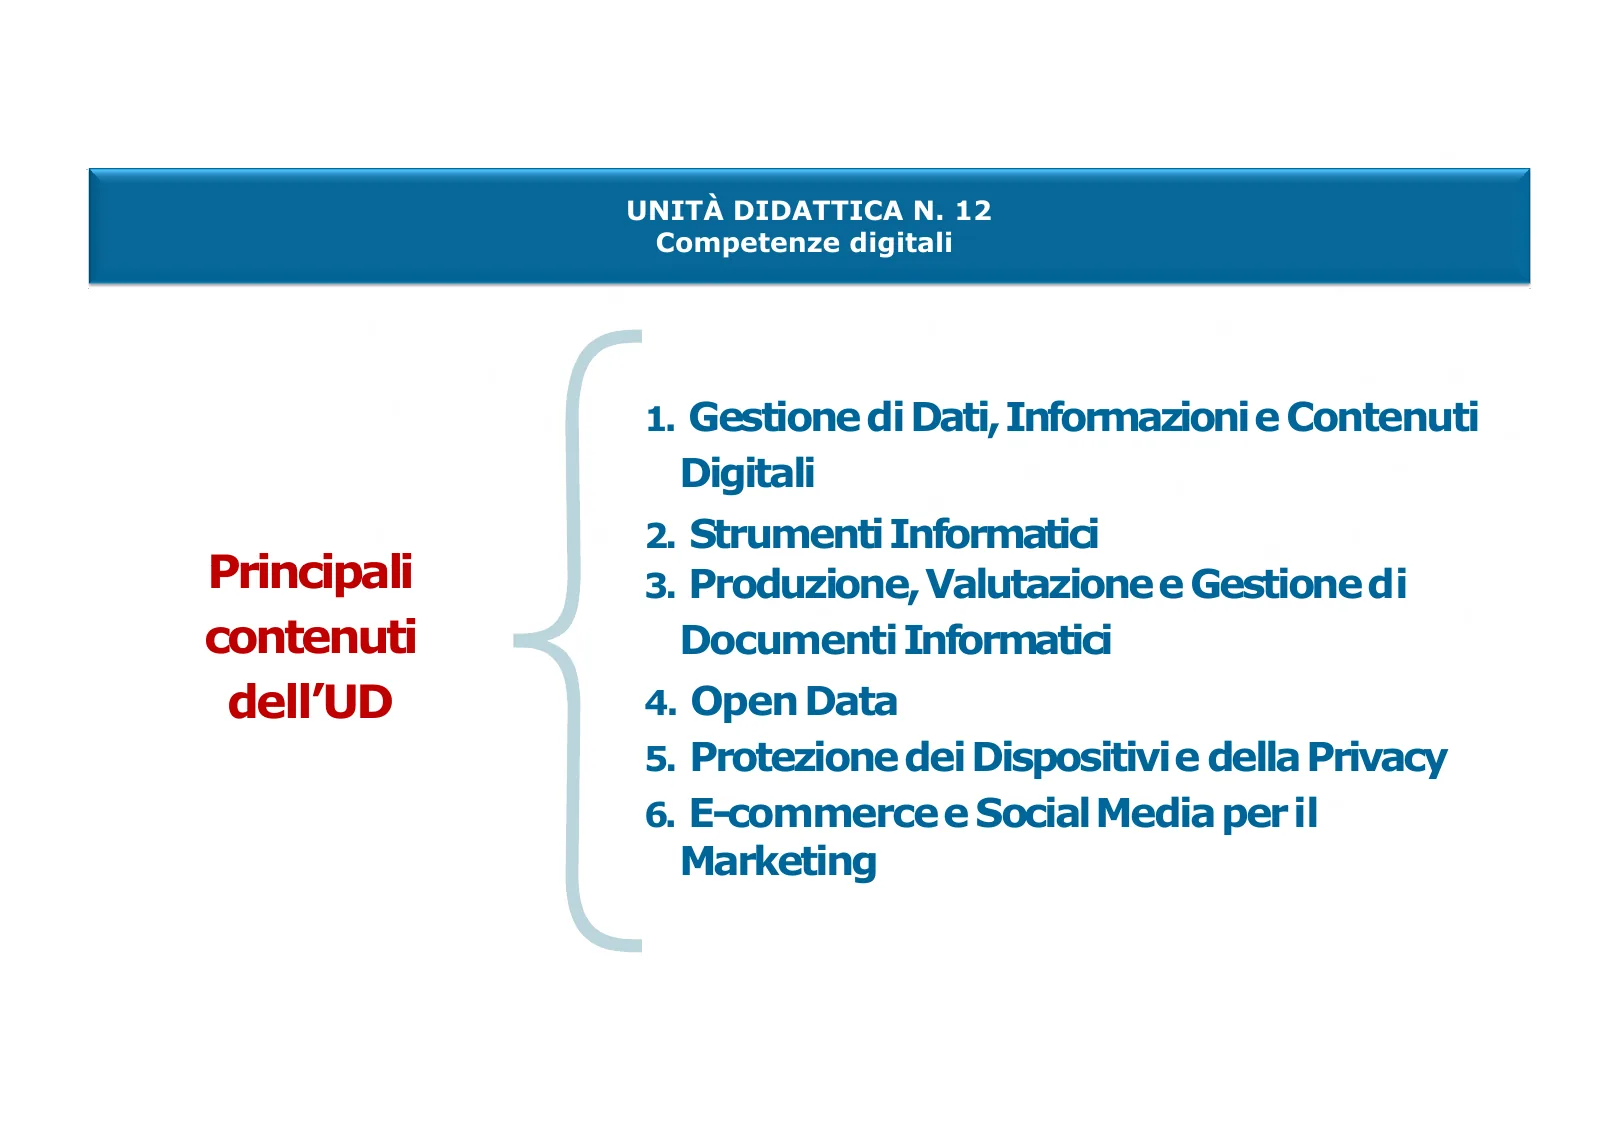 UNITÀ DIDATTICA N. 12
Competenze digitali
Principali
contenuti
dell’UD
1. Gestione di Dati, Informazioni e Contenuti
Digitali
2. Strumenti Informatici
3. Produzione, Valutazione e Gestione di
Documenti Informatici
4. Open Data
5. Protezione dei Dispositivi e della Privacy
6. E-commerce e Social Media per il
Marketing